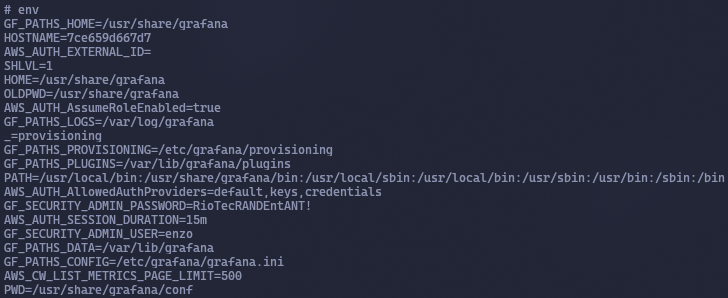 # env
GF_PATHS_HOME=/usr/share/grafana
HOSTNAME=7ce659d667d7
AWS_AUTH_EXTERNAL_ID=
SHLVL=1
HOME=/usr/share/grafana
OLDPWD=/usr/share/grafana
AWS_AUTH_AssumeRoleEnabled=true
GF_PATHS_LOGS=/var/log/grafana
_=provisioning
GF_PATHS_PROVISIONING=/etc/grafana/provisioning
GF_PATHS_PLUGINS=/var/lib/grafana/plugins
PATH=/usr/local/bin:/usr/share/grafana/bin:/usr/local/sbin:/usr/local/bin:/usr/sbin:/usr/bin:/sbin:/bin
AWS_AUTH_AllowedAuthProviders=default,keys,credentials
GF_SECURITY_ADMIN_PASSWORD=RioTecRANDEntANT!
AWS_AUTH_SESSION_DURATION=15m
GF_SECURITY_ADMIN_USER=enzo
GF_PATHS_DATA=/var/lib/grafana
GF_PATHS_CONFIG=/etc/grafana/grafana.ini
AWS_CW_LIST_METRICS_PAGE_LIMIT=500
PWD=/usr/share/grafana/conf